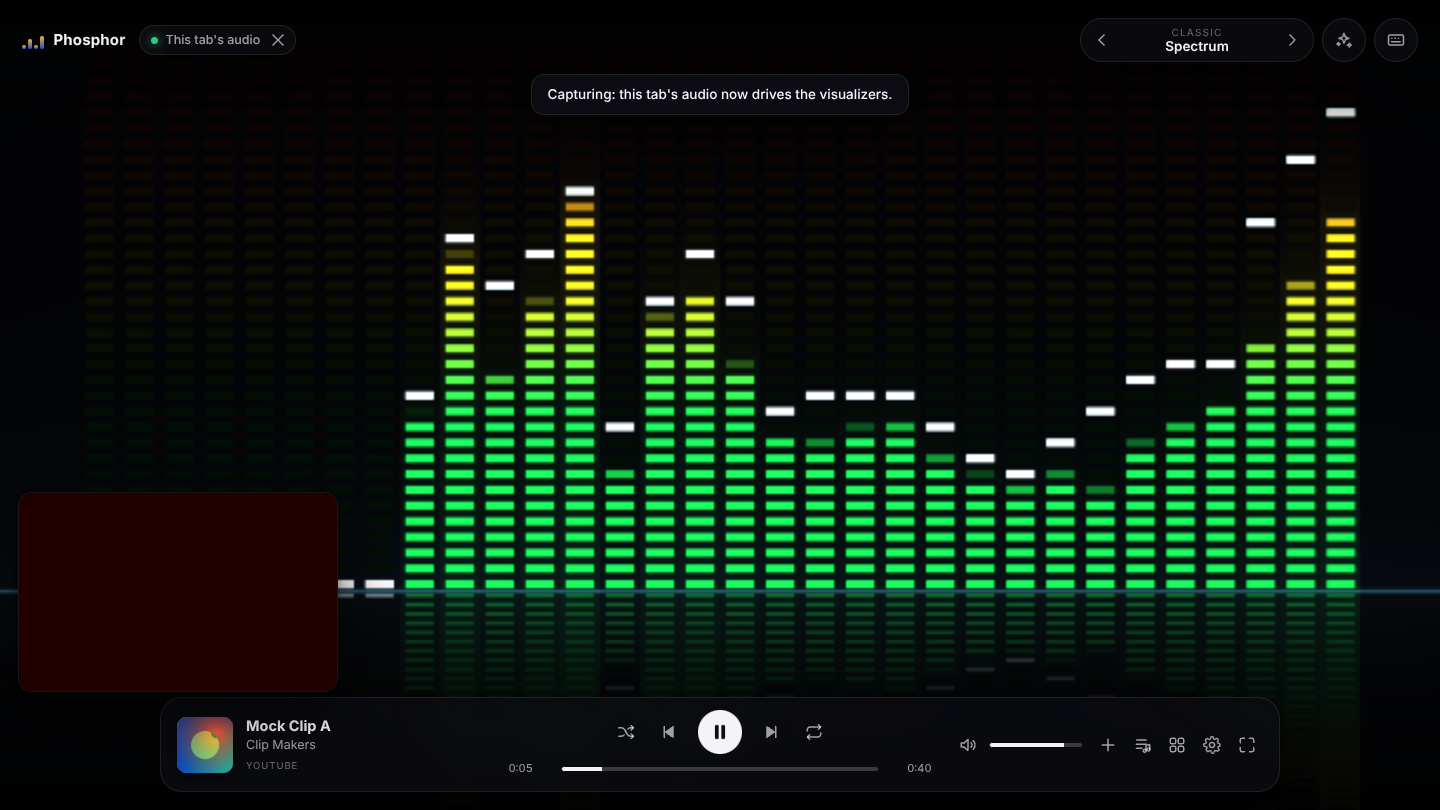 Phosphor
This tab's audio
CLASSIC
Spectrum
Capturing: this tab's audio now drives the visualizers.
Mock Clip A
Clip Makers
YOUTUBE
0:05
0:40